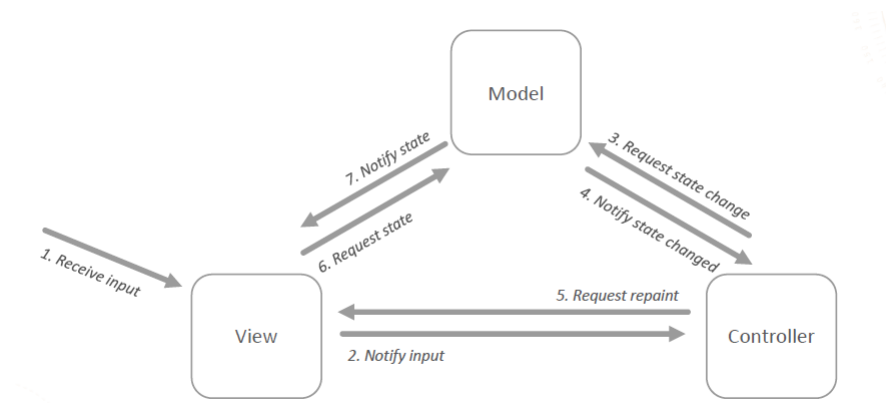 Model
7. Notify state
3. Request state change
6. Request state
4. Notify state changed
1. Receive input
5. Request repaint
View
Controller
2. Notify input